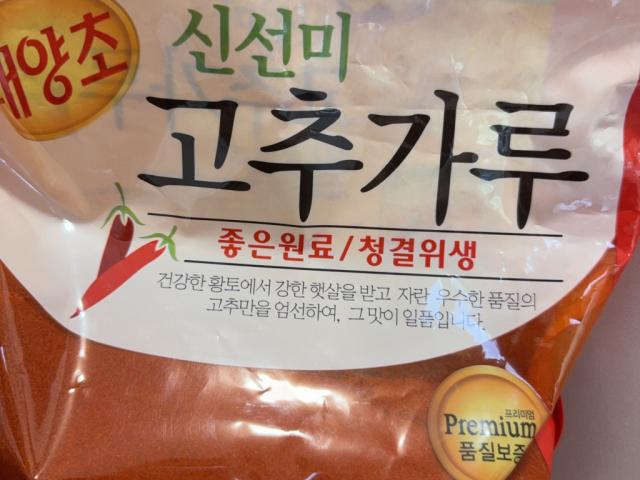 태양초
신선미
고추가루
좋은원료/청결위생
건강한 황토에서 강한 햇살을 받고 자란 우수한 품질의
고추만을 엄선하여, 그 맛이 일품입니다.
프리미엄
Premium
품질보증